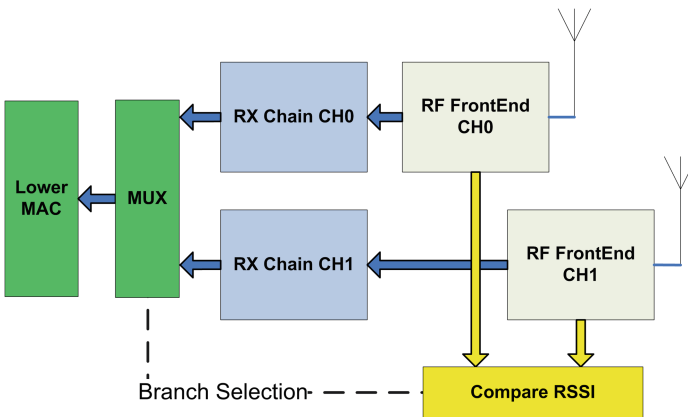 RX Chain CH0
RF FrontEnd
CH0
Lower
MAC
MUX
RX Chain CH1
RF FrontEnd
CH1
Branch Selection
Compare RSSI